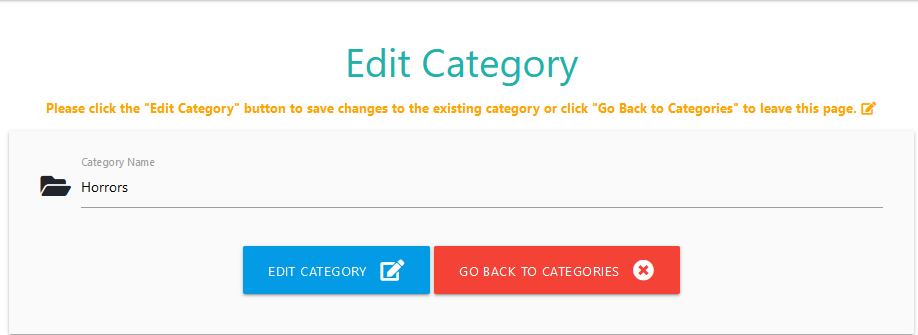 Edit Category
Please click the "Edit Category" button to save changes to the existing category or click "Go Back to Categories" to leave this page.
Category Name
Horrors
EDIT CATEGORY
GO BACK TO CATEGORIES